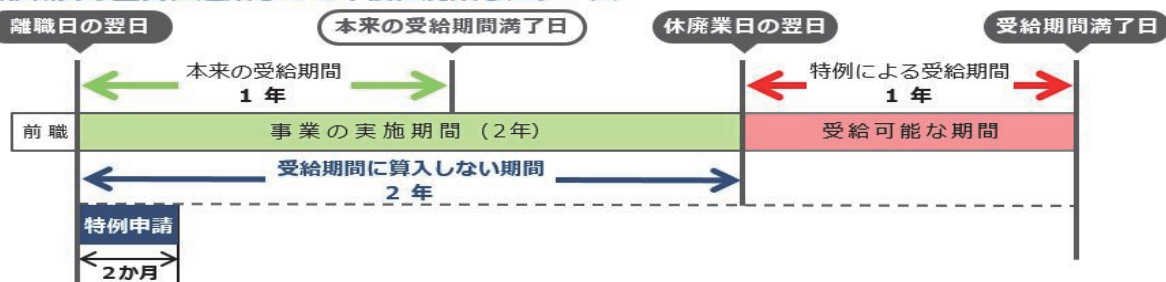 離職日の翌日 本来の受給期間満了日 休廃業日の翌日 受給期間満了日
本来の受給期間 特例による受給期間
1 年 1 年
前職 事業の実施期間（2年） 受給可能な期間
受給期間に算入しない期間
2 年
特例申請
2か月